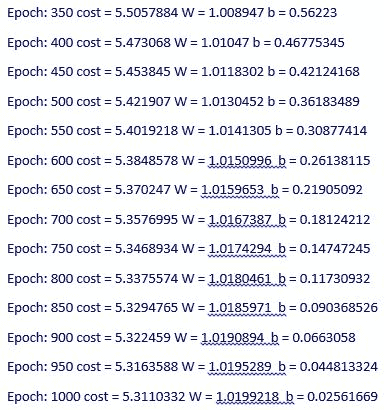 Epoch: 350 cost = 5.5057884 W = 1.008947 b = 0.56223
Epoch: 400 cost = 5.473068 W = 1.01047 b = 0.46775345
Epoch: 450 cost = 5.453845 W = 1.0118302 b = 0.42124168
Epoch: 500 cost = 5.421907 W = 1.0130452 b = 0.36183489
Epoch: 550 cost = 5.4019218 W = 1.0141305 b = 0.30877414
Epoch: 600 cost = 5.3848578 W = 1.0150996 b = 0.26138115
Epoch: 650 cost = 5.370247 W = 1.0159653 b = 0.21905092
Epoch: 700 cost = 5.3576995 W = 1.0167387 b = 0.18124212
Epoch: 750 cost = 5.3468934 W = 1.0174294 b = 0.14747245
Epoch: 800 cost = 5.3375574 W = 1.0180461 b = 0.11730932
Epoch: 850 cost = 5.3294765 W = 1.0185971 b = 0.090368526
Epoch: 900 cost = 5.322459 W = 1.0190894 b = 0.0663058
Epoch: 950 cost = 5.3163588 W = 1.0195289 b = 0.044813324
Epoch: 1000 cost = 5.3110332 W = 1.0199218 b = 0.02561669